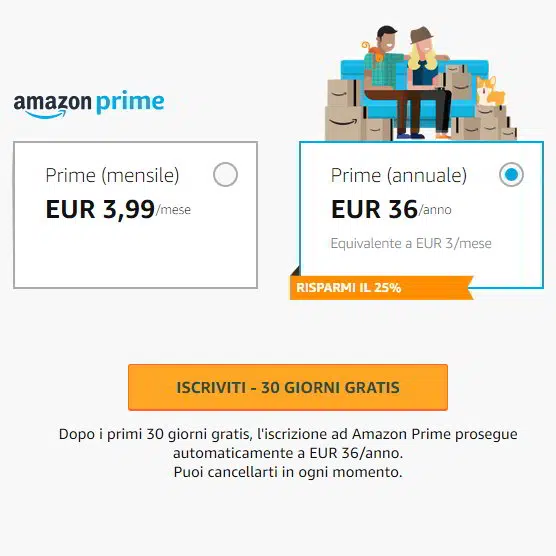 amazon prime
Prime (mensile)
EUR 3,99/mese
Prime (annuale)
EUR 36/anno
Equivalente a EUR 3/mese
RISPARMI IL 25%
ISCRIVITI - 30 GIORNI GRATIS
Dopo i primi 30 giorni gratis, l'iscrizione ad Amazon Prime prosegue
automaticamente a EUR 36/anno.
Puoi cancellarti in ogni momento.